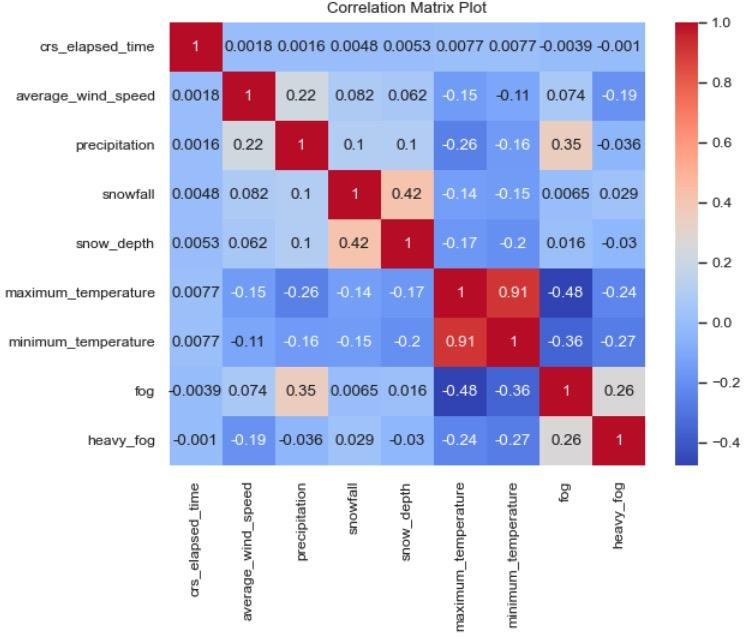 Correlation Matrix Plot
crs_elapsed_time 1 0.0018 0.0016 0.0048 0.0053 0.0077 0.0077 -0.0039 -0.001 1.0
average_wind_speed 0.0018 1 0.22 0.082 0.062 -0.15 -0.11 0.074 -0.19 0.8
precipitation 0.0016 0.22 1 0.1 0.1 -0.26 -0.16 0.35 -0.036 0.6
snowfall 0.0048 0.082 0.1 1 0.42 -0.14 -0.15 0.0065 0.029 0.4
snow_depth 0.0053 0.062 0.1 0.42 1 -0.17 -0.2 0.016 -0.03 0.2
maximum_temperature 0.0077 -0.15 -0.26 -0.14 -0.17 1 0.91 -0.48 -0.24 0.0
minimum_temperature 0.0077 -0.11 -0.16 -0.15 -0.2 0.91 1 -0.36 -0.27
fog -0.0039 0.074 0.35 0.0065 0.016 -0.48 -0.36 1 0.26 −0.2
heavy_fog -0.001 -0.19 -0.036 0.029 -0.03 -0.24 -0.27 0.26 1 −0.4
crs_elapsed_time
average_wind_speed
precipitation
snowfall
snow_depth
maximum_temperature
minimum_temperature
fog
heavy_fog